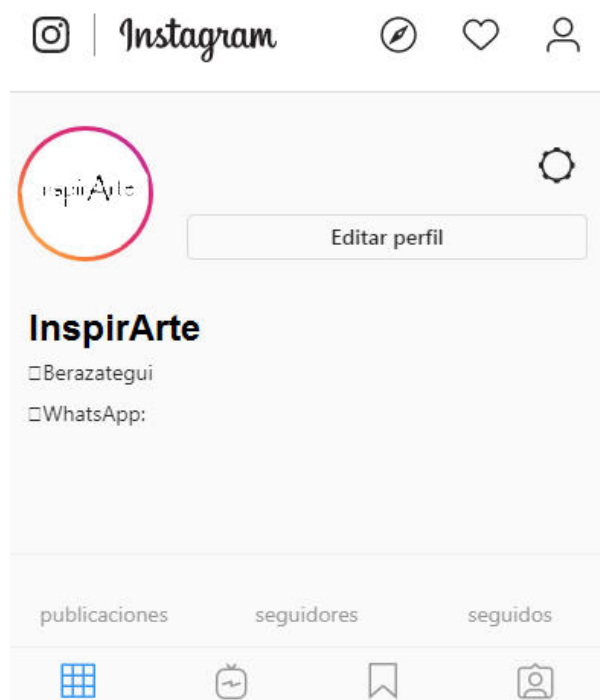 Instagram
InspirArte
Editar perfil
InspirArte
Berazategui
WhatsApp:
publicaciones seguidores seguidos